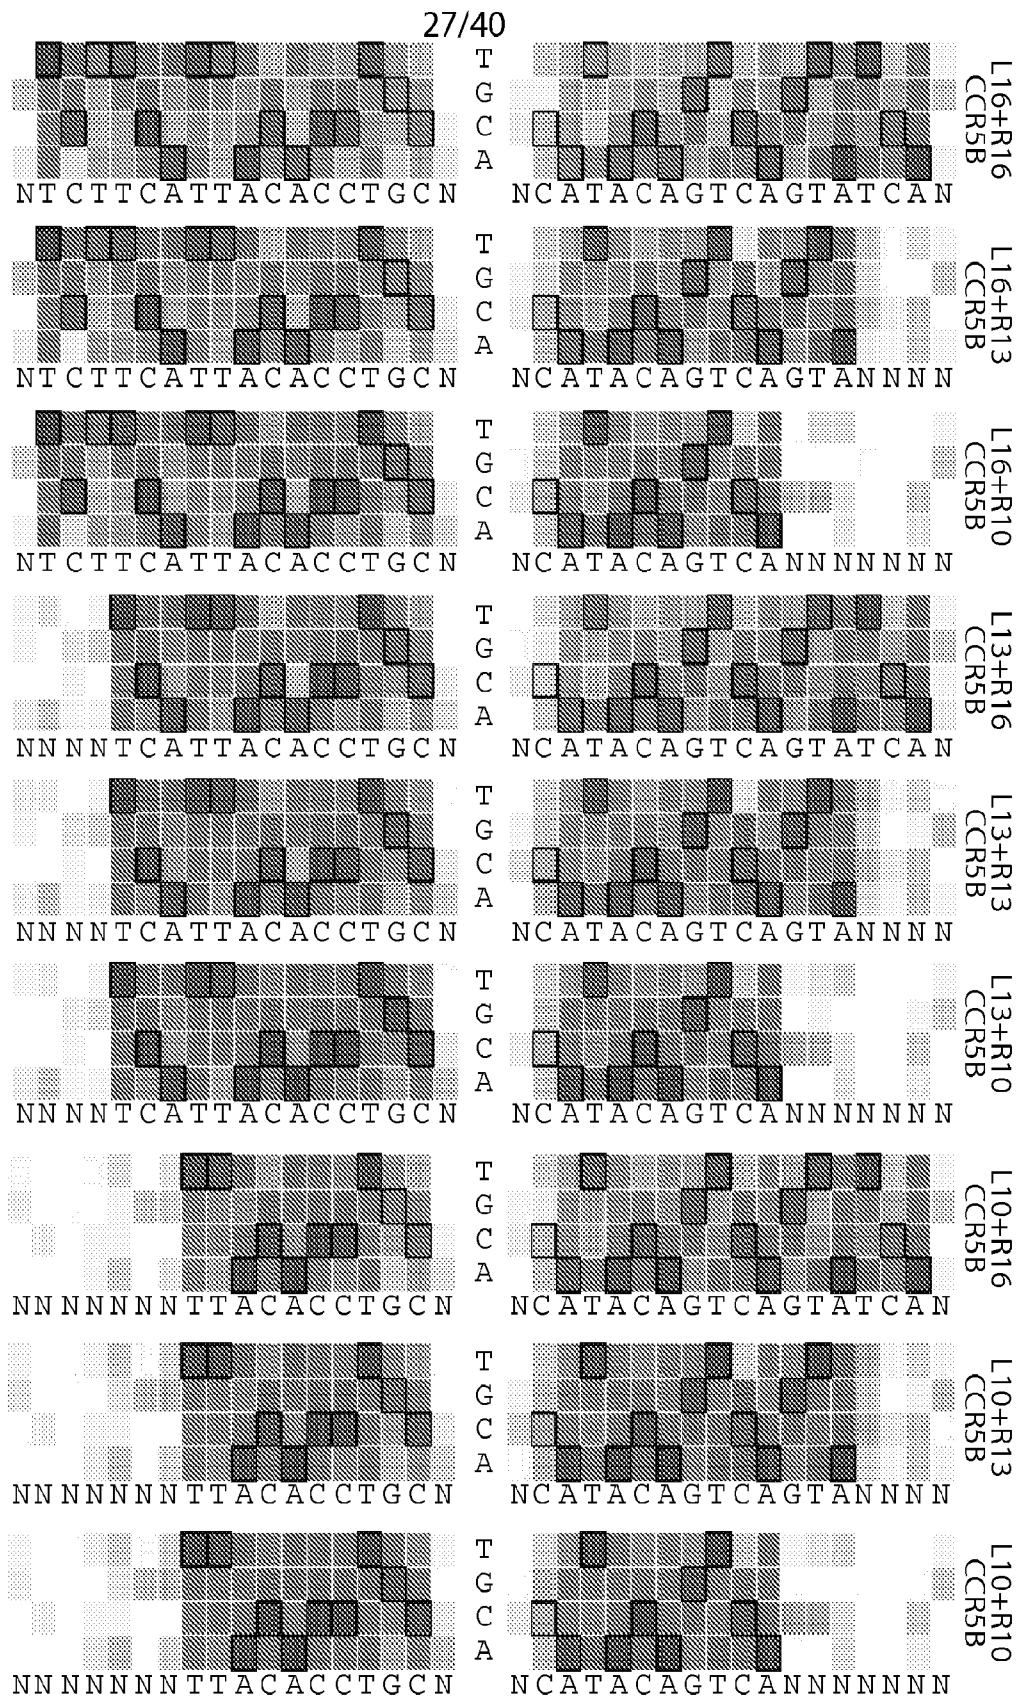 27/40
T
G
C
A
NTCTTCATTACACCTGCN NCATACAGTCAGTATCAN
L16+R16
CCR5B
T
G
C
A
NTCTTCATTACACCTGCN NCATACAGTCAGTANNNN
L16+R13
CCR5B
T
G
C
A
NTCTTCATTACACCTGCN NCATACAGTCANNNNNNN
L16+R10
CCR5B
T
G
C
A
NNNNTCATTACACCTGCN NCATACAGTCAGTATCAN
L13+R16
CCR5B
T
G
C
A
NNNNTCATTACACCTGCN NCATACAGTCAGTANNNN
L13+R13
CCR5B
T
G
C
A
NNNNTCATTACACCTGCN NCATACAGTCANNNNNNN
L13+R10
CCR5B
T
G
C
A
NNNNNNNTTACACCTGCN NCATACAGTCAGTATCAN
L10+R16
CCR5B
T
G
C
A
NNNNNNNTTACACCTGCN NCATACAGTCAGTANNNN
L10+R13
CCR5B
T
G
C
A
NNNNNNNTTACACCTGCN NCATACAGTCANNNNNNN
L10+R10
CCR5B